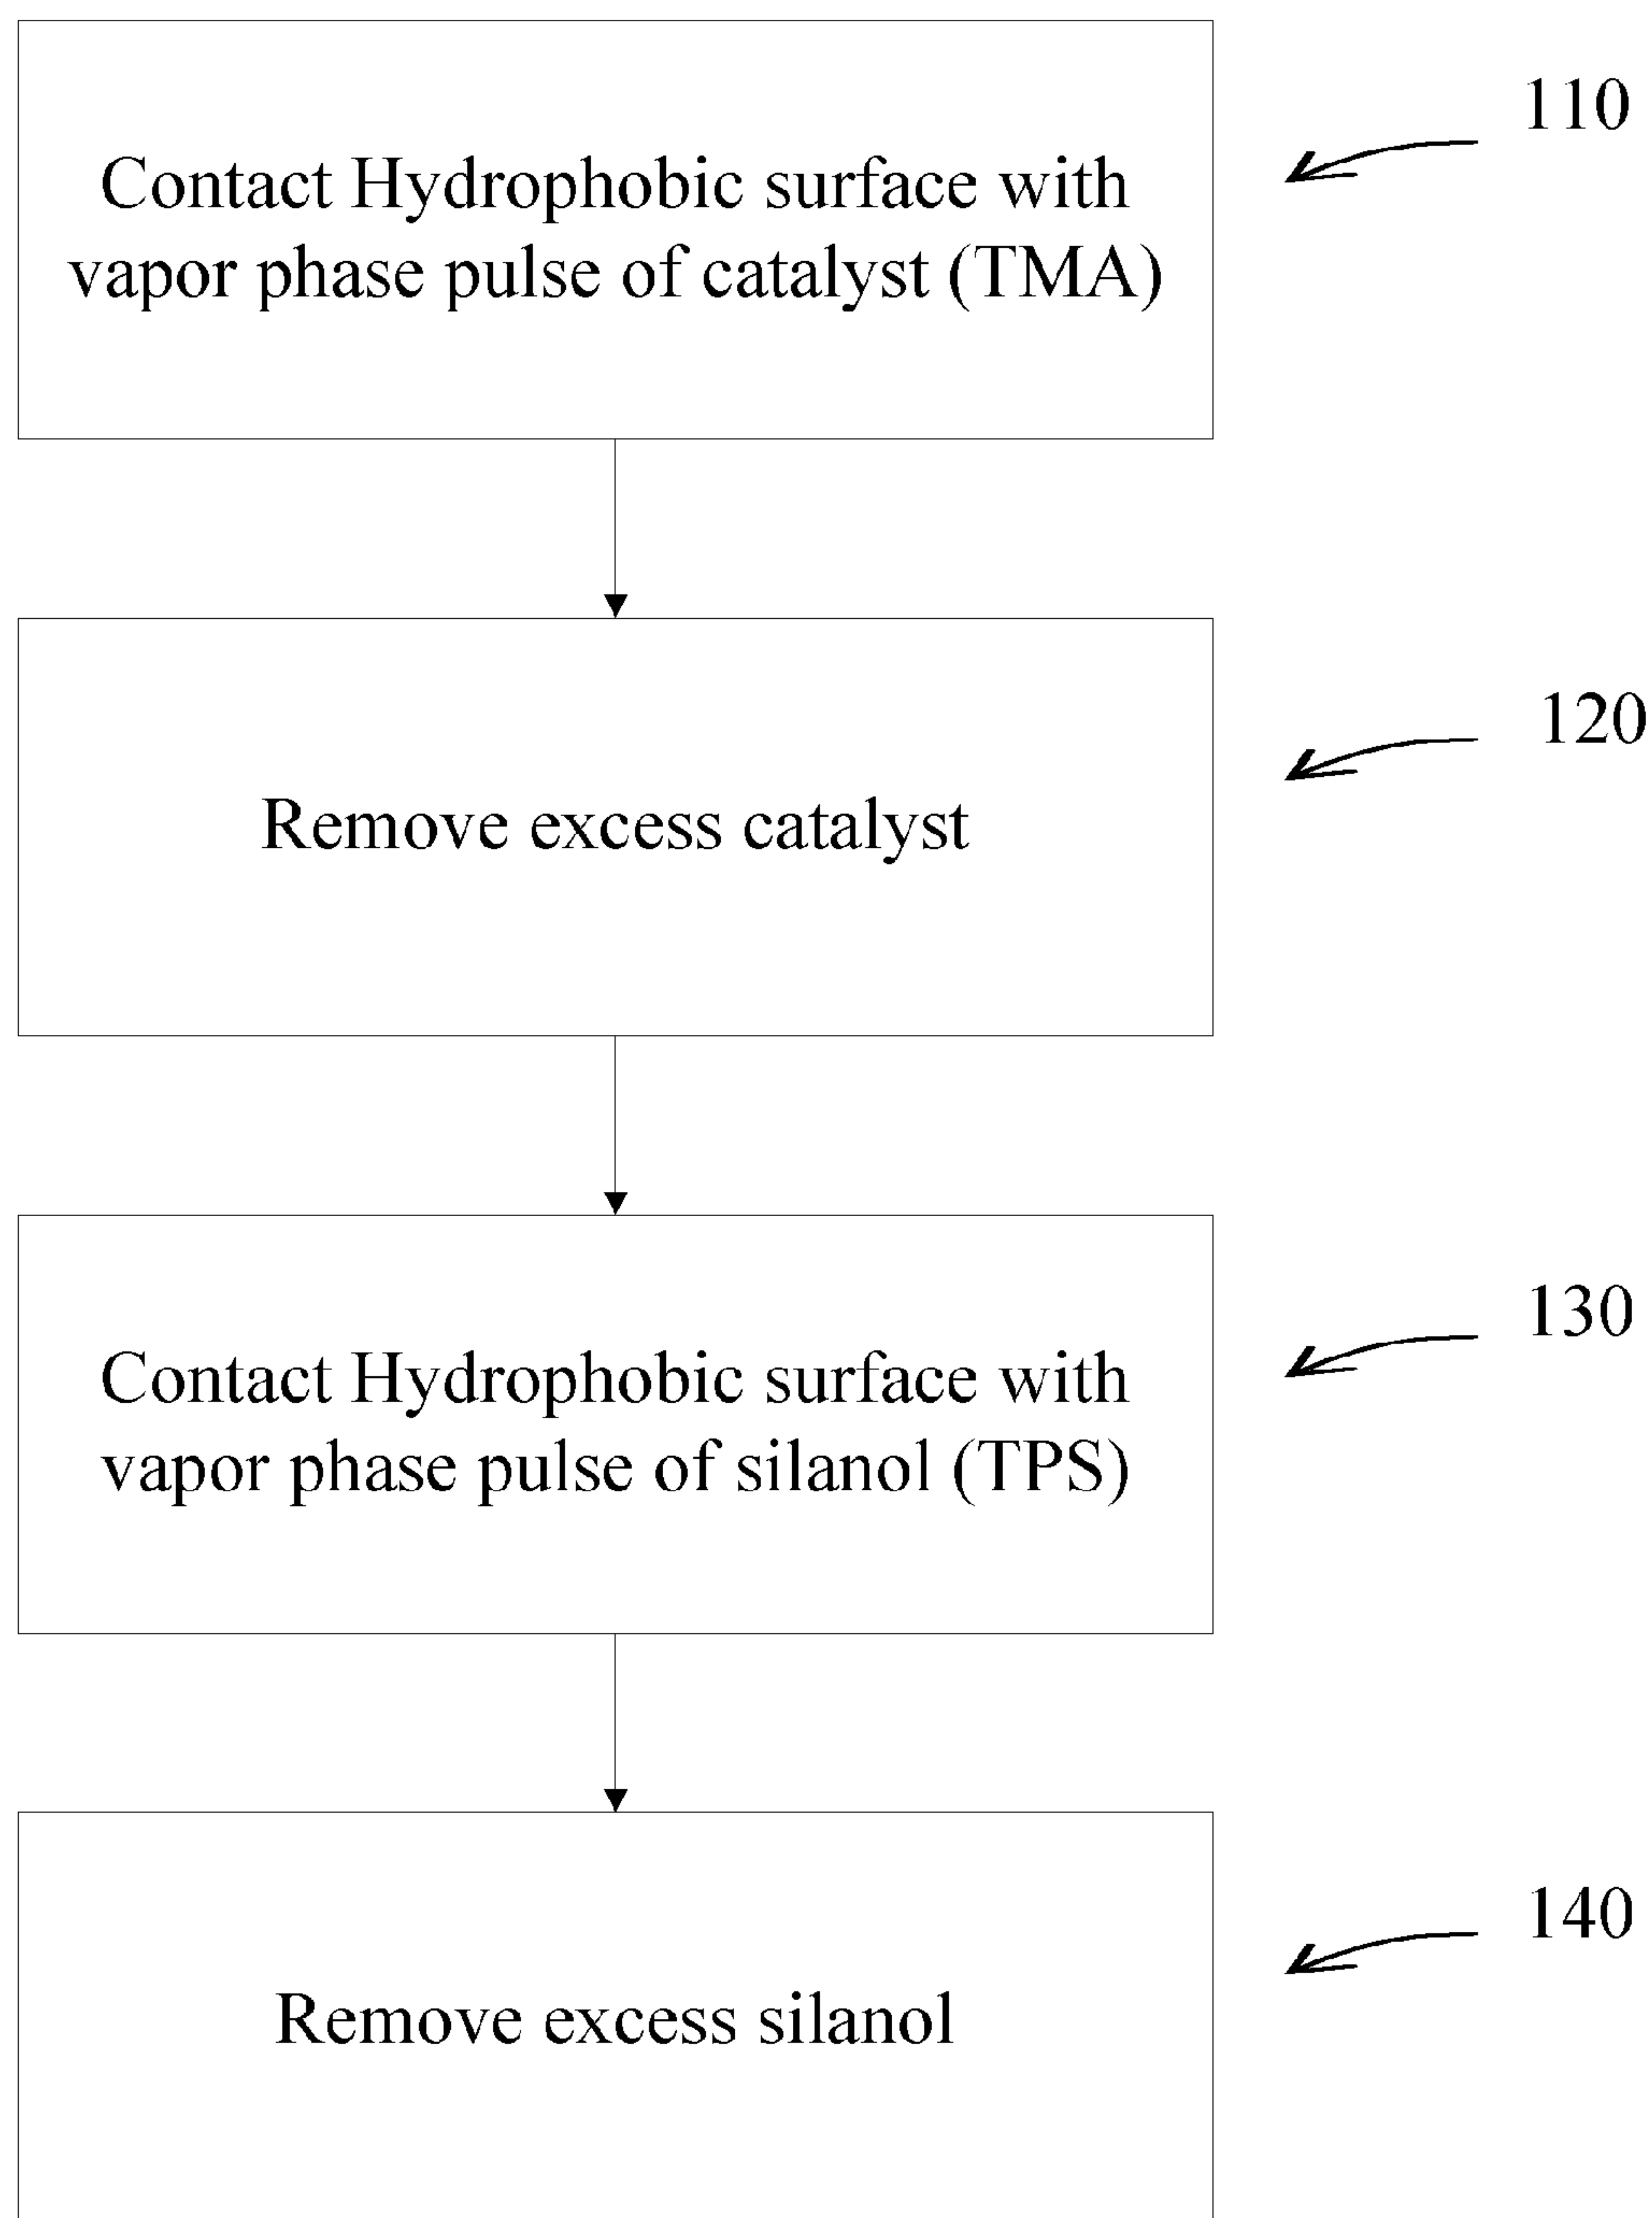 Contact Hydrophobic surface with
vapor phase pulse of catalyst (TMA)
110
Remove excess catalyst
120
Contact Hydrophobic surface with
vapor phase pulse of silanol (TPS)
130
Remove excess silanol
140